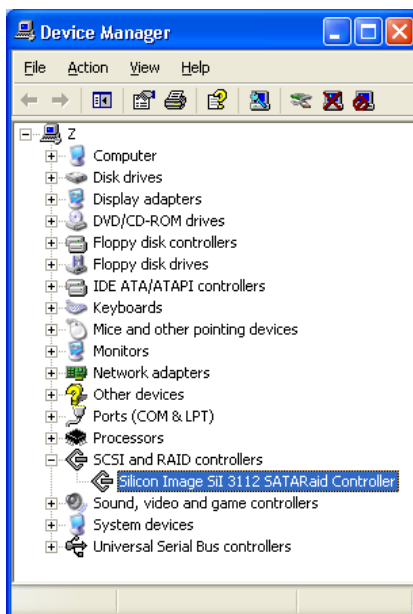 Device Manager
File Action View Help
Z
Computer
Disk drives
Display adapters
DVD/CD-ROM drives
Floppy disk controllers
Floppy disk drives
IDE ATA/ATAPI controllers
Keyboards
Mice and other pointing devices
Monitors
Network adapters
Other devices
Ports (COM & LPT)
Processors
SCSI and RAID controllers
Silicon Image SiI 3112 SATARaid Controller
Sound, video and game controllers
System devices
Universal Serial Bus controllers